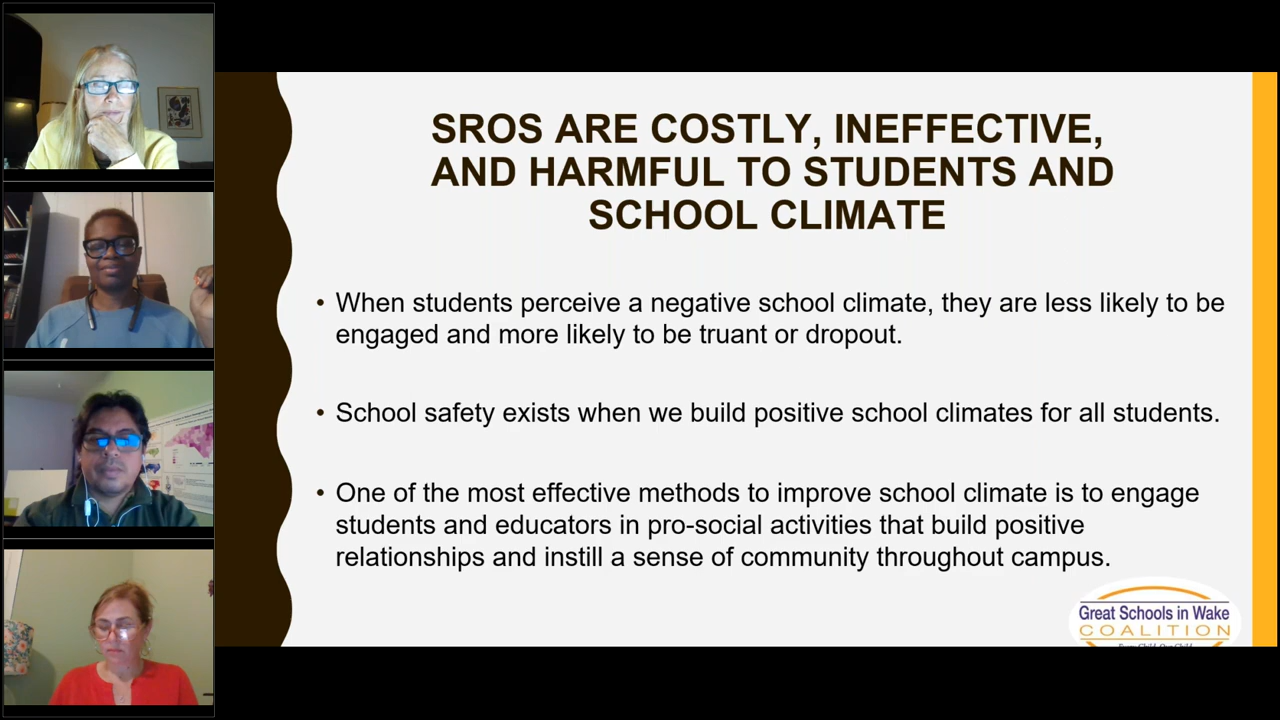 SROS ARE COSTLY, INEFFECTIVE,
AND HARMFUL TO STUDENTS AND
SCHOOL CLIMATE
• When students perceive a negative school climate, they are less likely to be
engaged and more likely to be truant or dropout.
• School safety exists when we build positive school climates for all students.
• One of the most effective methods to improve school climate is to engage
students and educators in pro-social activities that build positive
relationships and instill a sense of community throughout campus.
Great Schools in Wake
COALITION